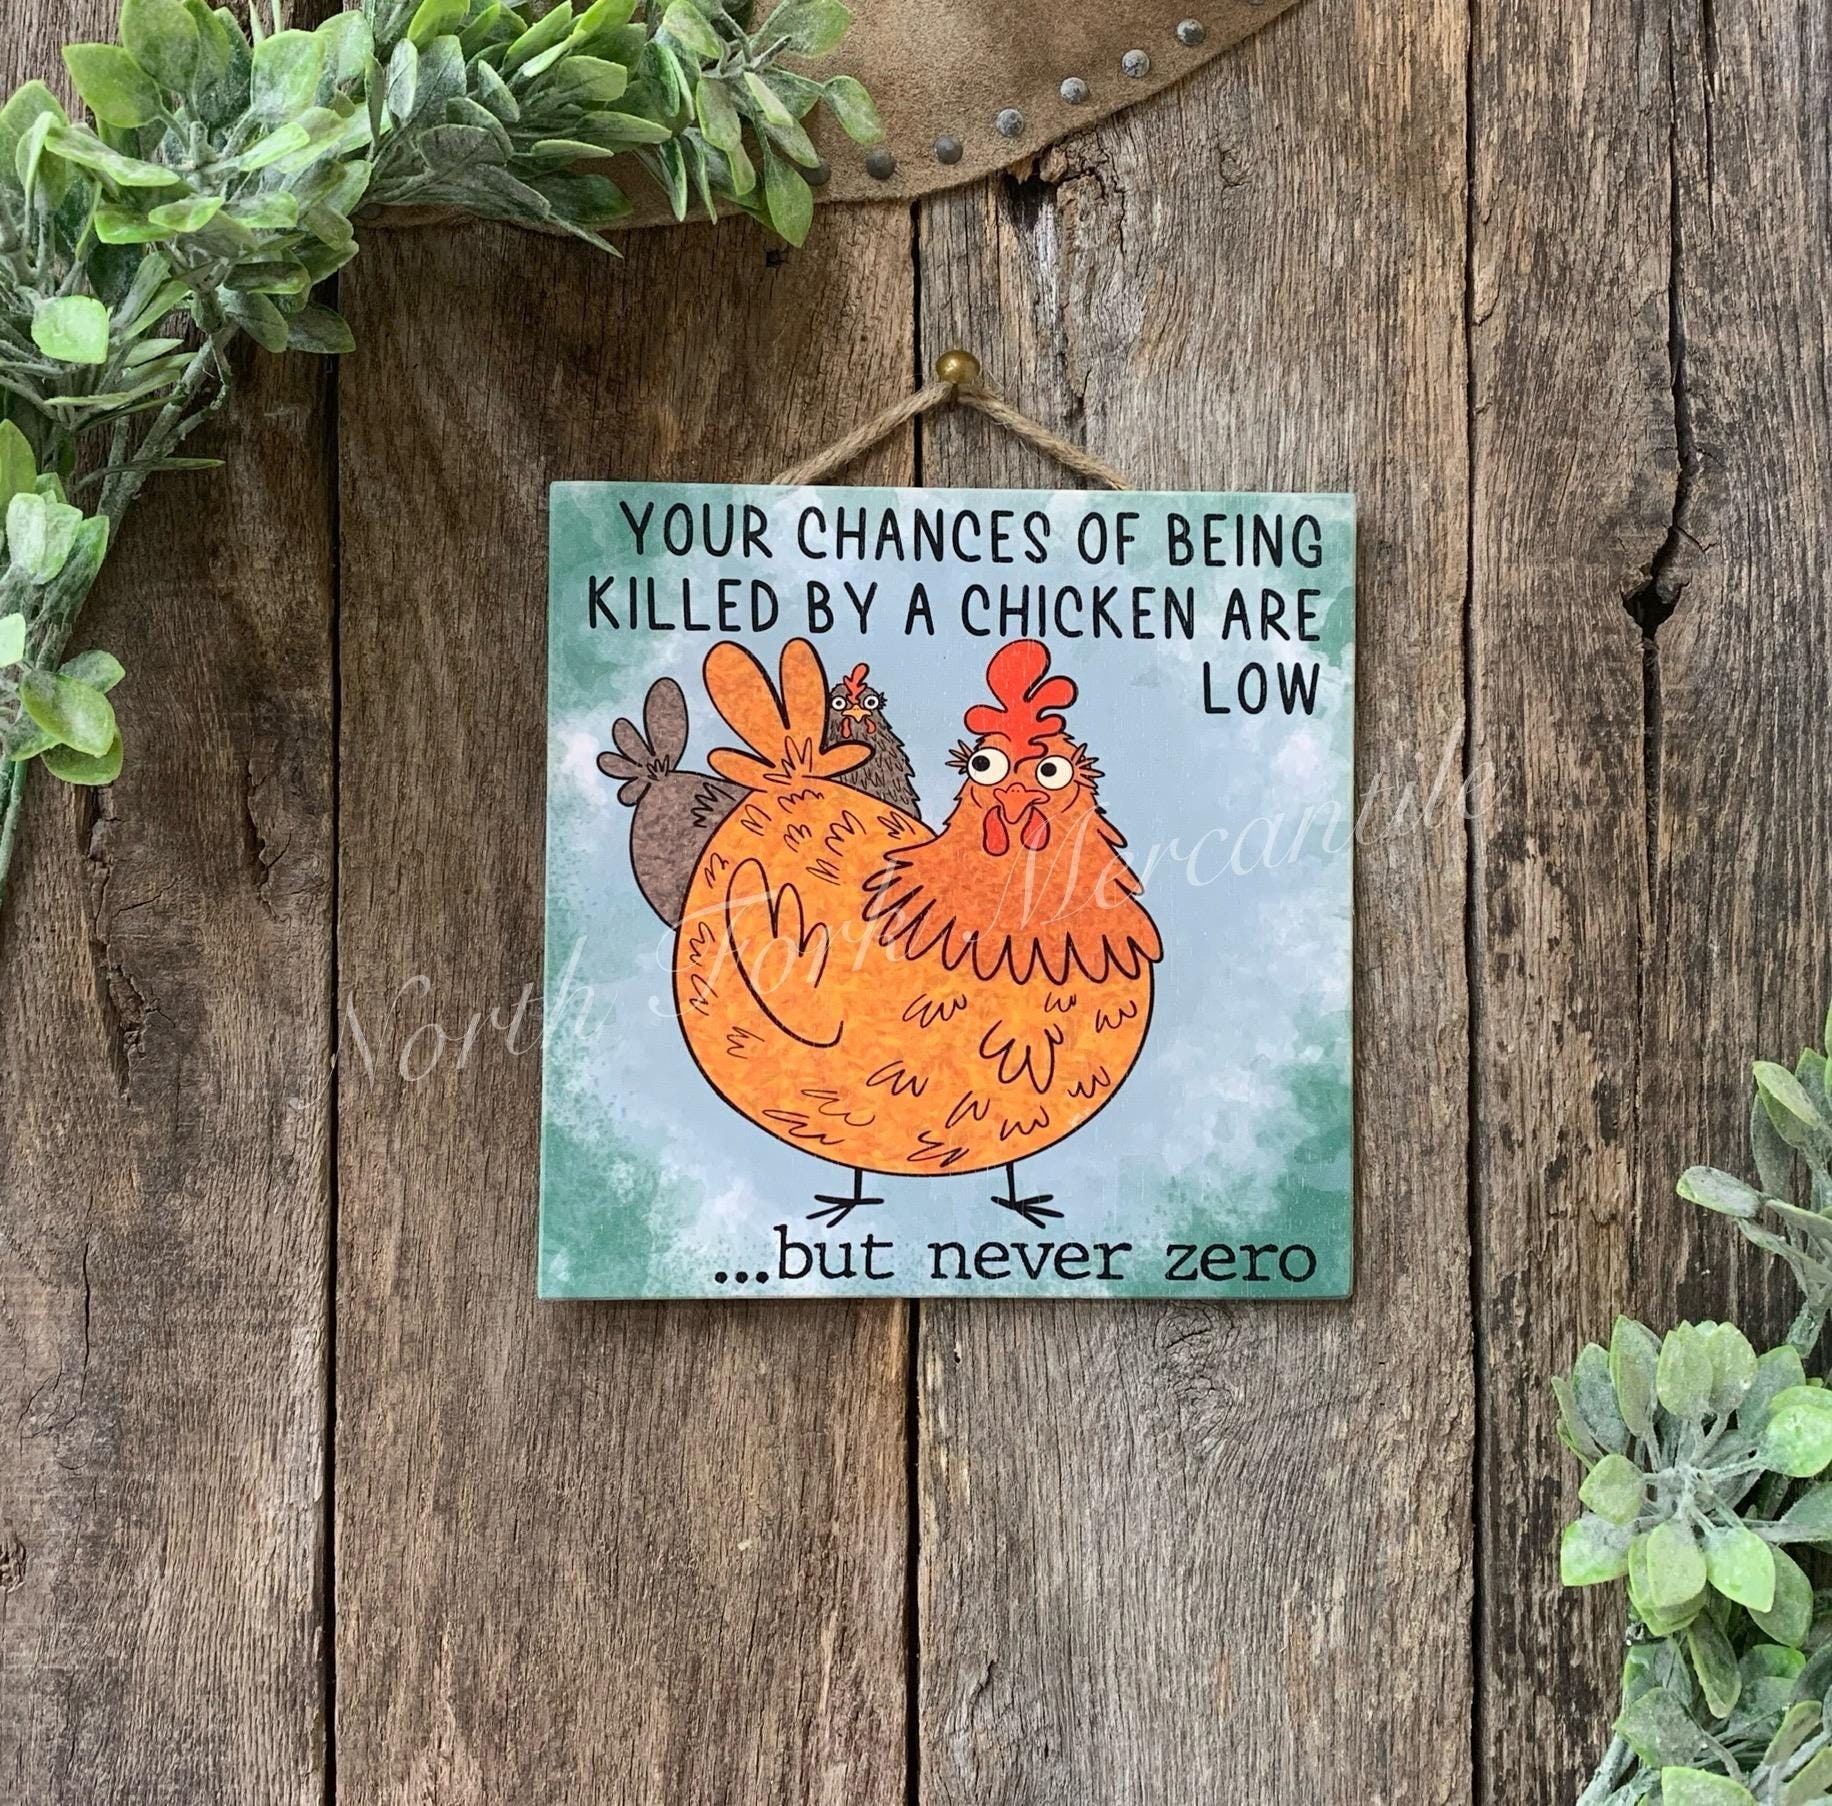 YOUR CHANCES OF BEING
KILLED BY A CHICKEN ARE
LOW
North Fork Mercantile
...but never zero